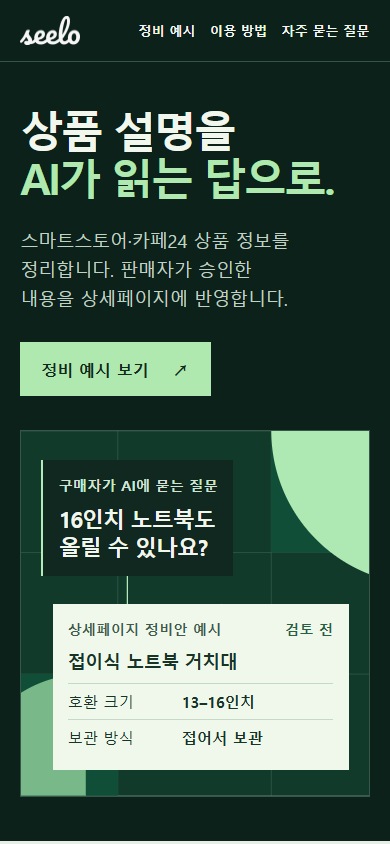 seelo
정비 예시 이용 방법 자주 묻는 질문
상품 설명을
AI가 읽는 답으로.
스마트스토어·카페24 상품 정보를
정리합니다. 판매자가 승인한
내용을 상세페이지에 반영합니다.
정비 예시 보기 ↗
구매자가 AI에 묻는 질문
16인치 노트북도
올릴 수 있나요?
상세페이지 정비안 예시 검토 전
접이식 노트북 거치대
호환 크기 13–16인치
보관 방식 접어서 보관